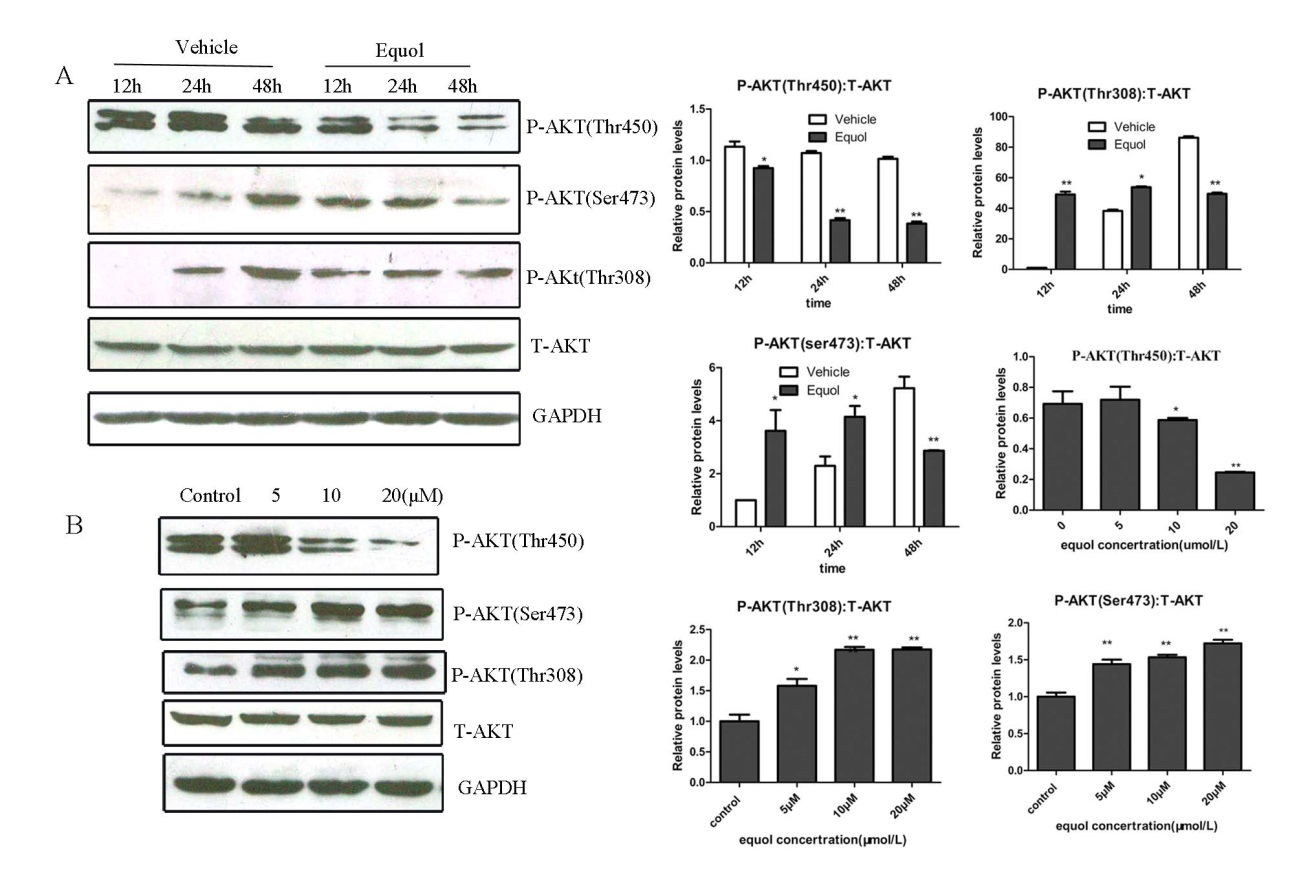 Vehicle Equol
A 12h 24h 48h 12h 24h 48h
P-AKT(Thr450)
P-AKT(Ser473)
P-AKt(Thr308)
T-AKT
GAPDH
B Control 5 10 20(μM)
P-AKT(Thr450)
P-AKT(Ser473)
P-AKT(Thr308)
T-AKT
GAPDH
P-AKT(Thr450):T-AKT
Relative protein levels
1.5
1.0
0.5
0.0
Vehicle
Equol
* ** **
12h 24h 48h
time
P-AKT(Thr308):T-AKT
Relative protein levels
100
80
60
40
20
0
Vehicle
Equol
** * **
12h 24h 48h
time
P-AKT(ser473):T-AKT
Relative protein levels
6
4
2
0
Vehicle
Equol
* * **
12h 24h 48h
time
P-AKT(Thr450):T-AKT
Relative protein levels
1.0
0.8
0.6
0.4
0.2
0.0
* **
0 5 10 20
equol concertration(umol/L)
P-AKT(Thr308):T-AKT
Relative protein levels
2.5
2.0
1.5
1.0
0.5
0.0
* ** **
control 5μM 10μM 20μM
equol concertration(μmol/L)
P-AKT(Ser473):T-AKT
Relative protein levels
2.0
1.5
1.0
0.5
0.0
** ** **
control 5μM 10μM 20μM
equol concertration(μmol/L)